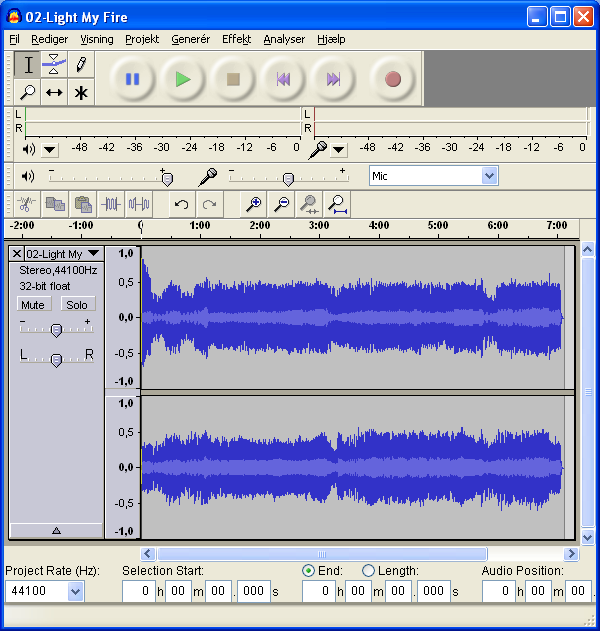 02-Light My Fire
Fil Rediger Visning Projekt Generér Effekt Analyser Hjælp
L
R
-48 -42 -36 -30 -24 -18 -12 -6 0
L
R
-48 -42 -36 -30 -24 -18 -12 -6 0
- +
- +
Mic
-2:00 -1:00 0 1:00 2:00 3:00 4:00 5:00 6:00 7:00
02-Light My
Stereo,44100Hz
32-bit float
Mute Solo
- +
L R
1,0
0,5
0,0
-0,5
-1,0
1,0
0,5
0,0
-0,5
-1,0
Project Rate (Hz): Selection Start: End: Length: Audio Position:
44100 0 h 00 m 00 . 000 s 0 h 00 m 00 . 000 s 0 h 00 m 00 .